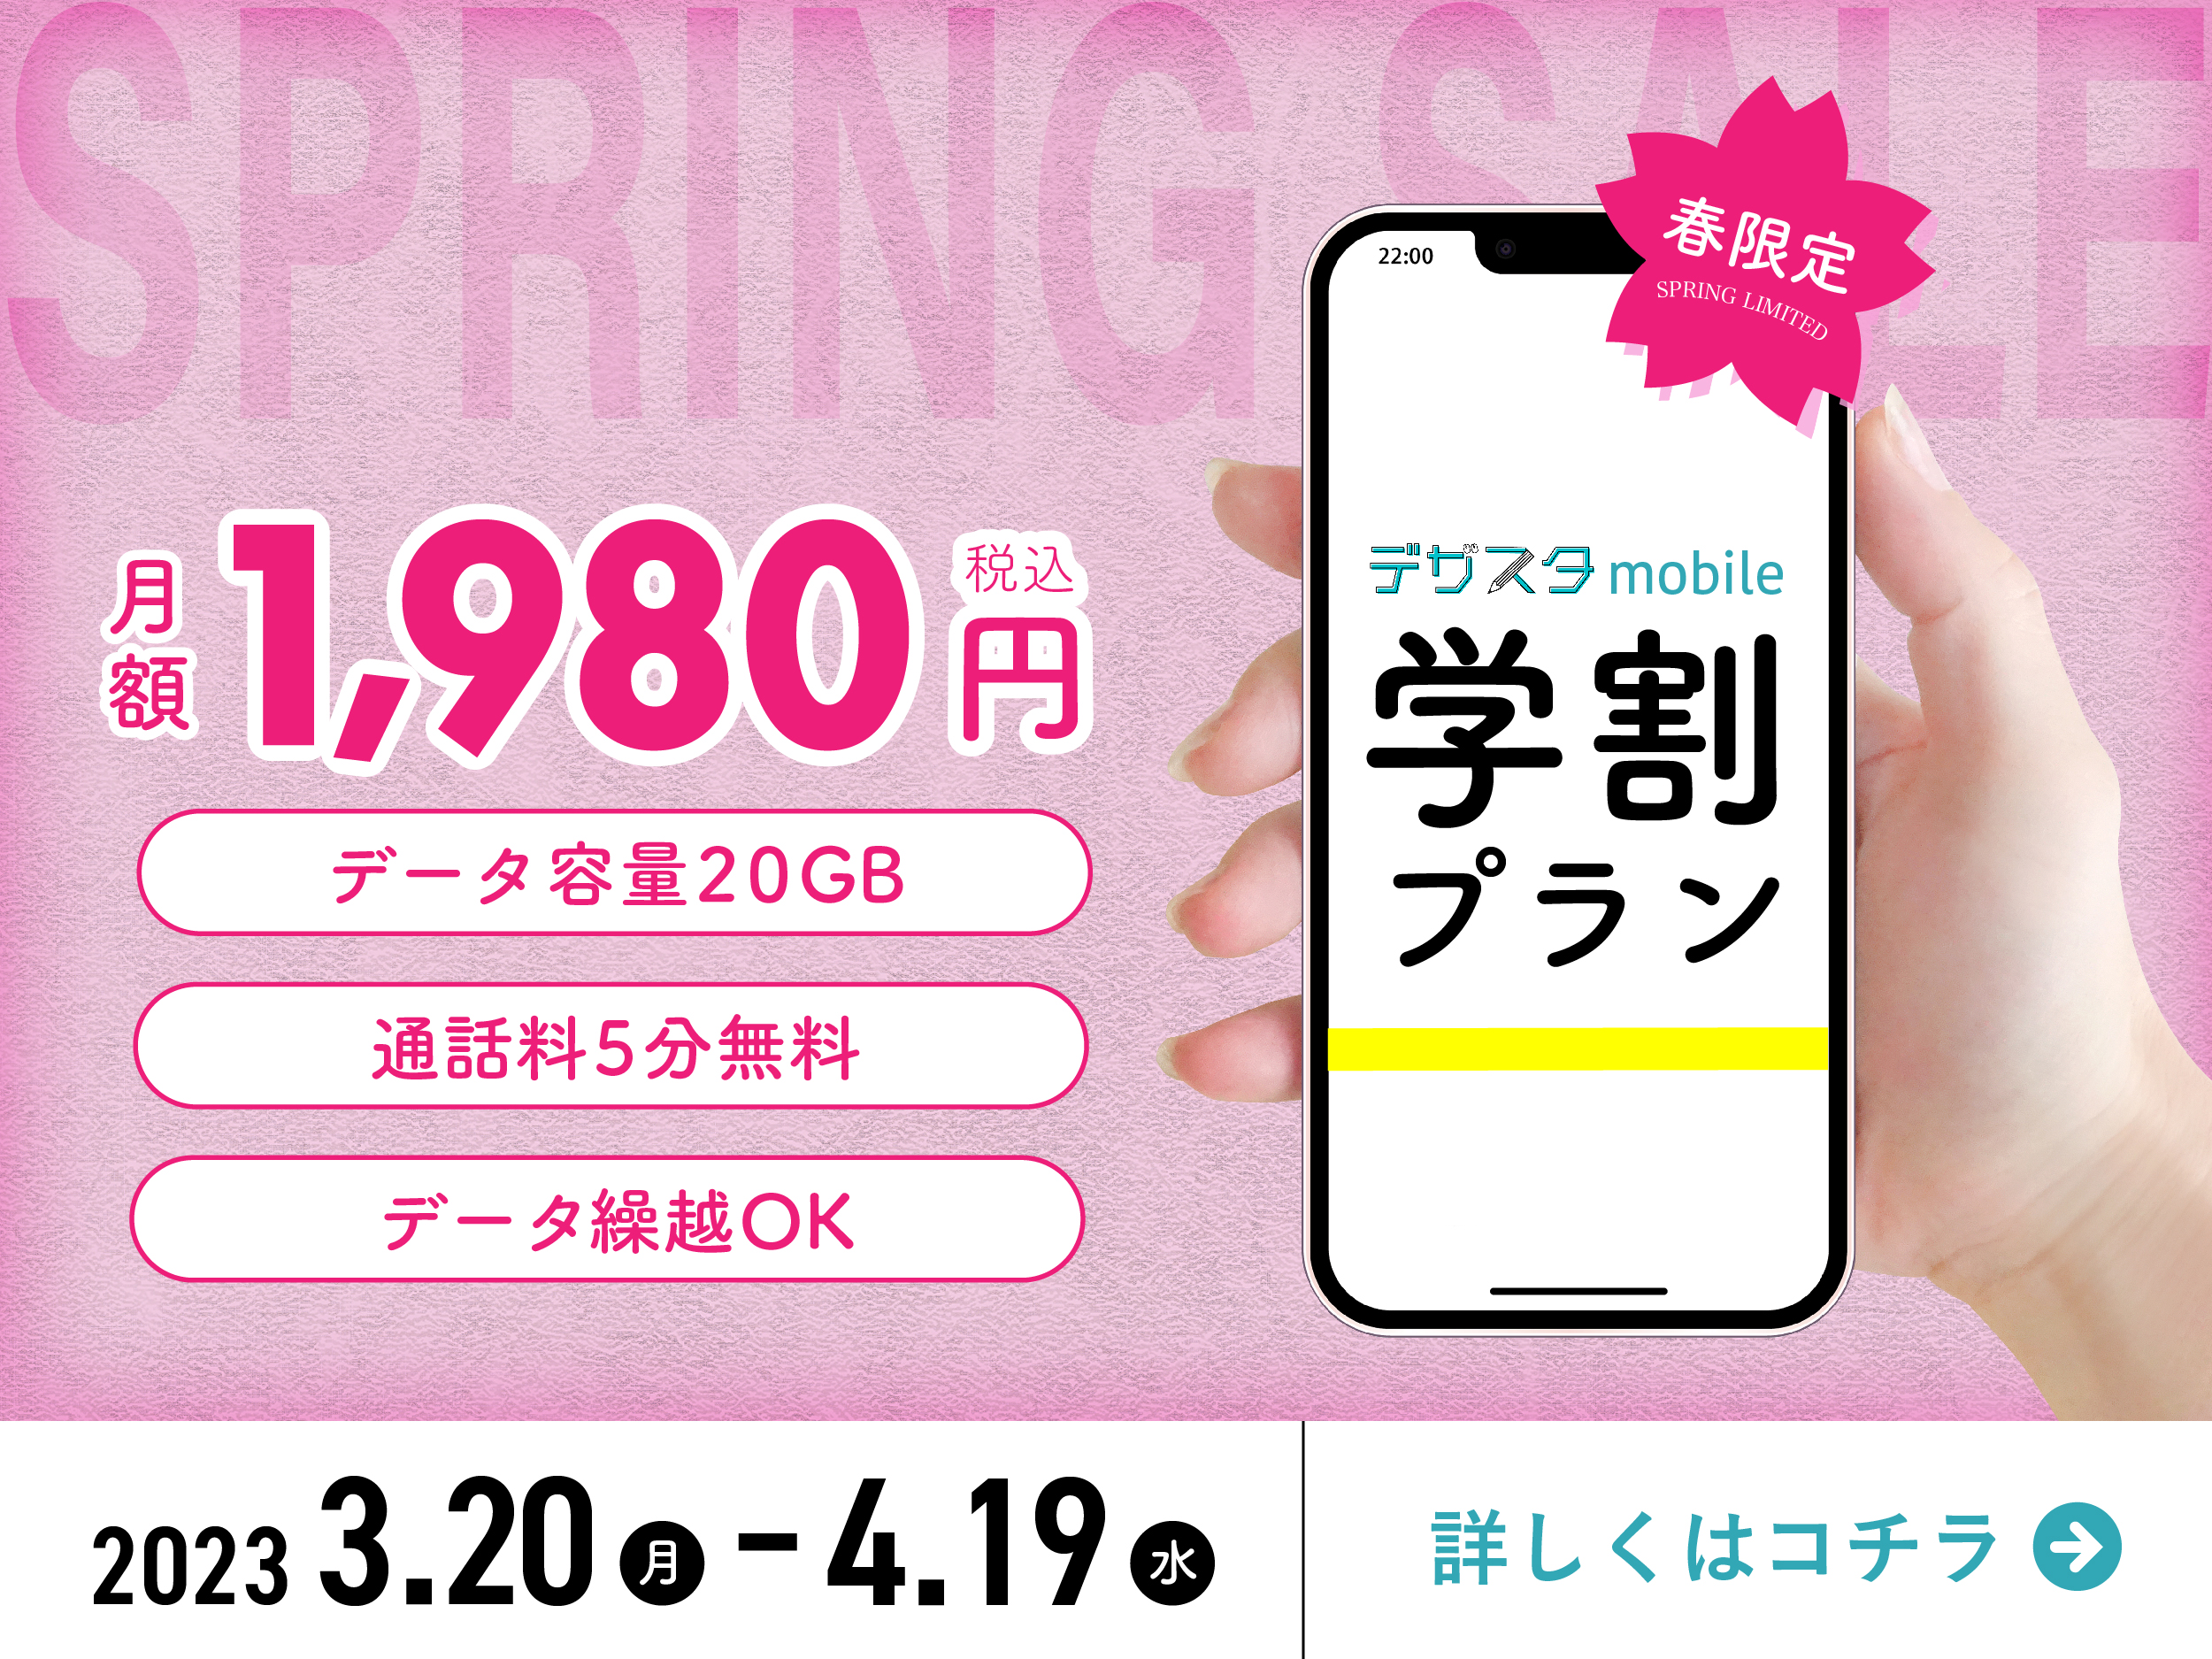 SPRING SALE
春限定
SPRING LIMITED
22:00
月額1,980円
税込
デザスタ mobile
学割
プラン
データ容量20GB
通話料5分無料
データ繰越OK
2023 3.20 月 - 4.19 水
詳しくはコチラ